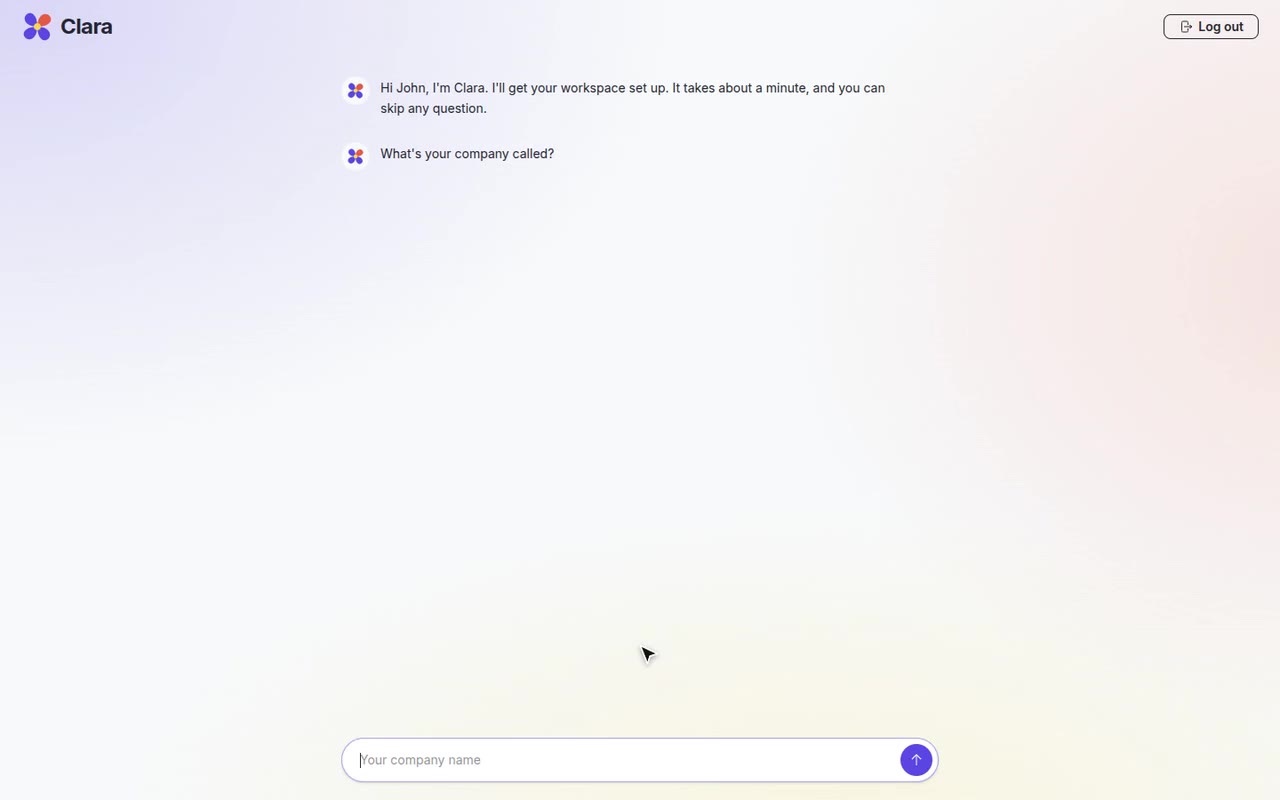 Clara
Log out
Hi John, I'm Clara. I'll get your workspace set up. It takes about a minute, and you can
skip any question.
What's your company called?
Your company name